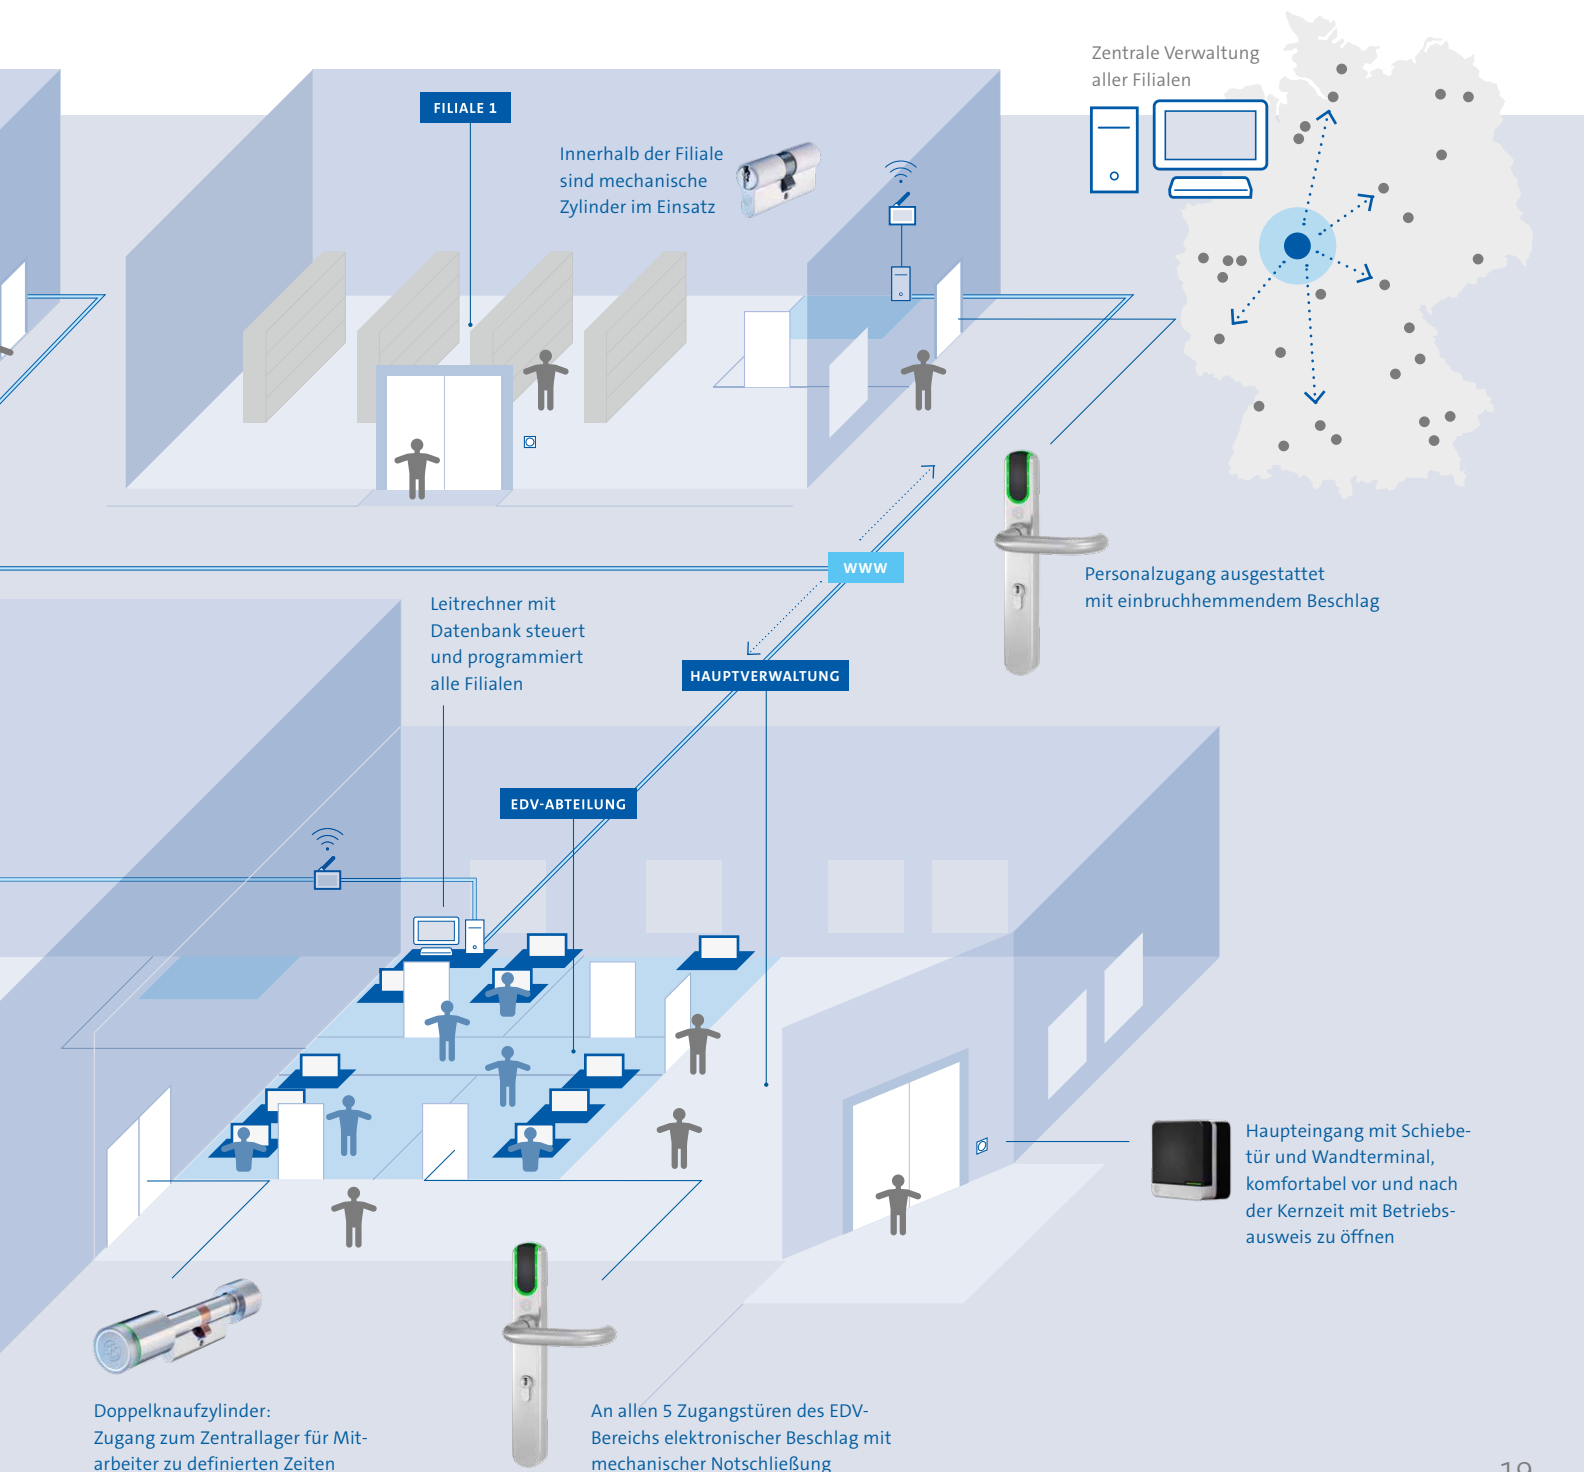 Zentrale Verwaltung
aller Filialen
FILIALE 1
Innerhalb der Filiale
sind mechanische
Zylinder im Einsatz
WWW
Personalzugang ausgestattet
mit einbruchhemmendem Beschlag
Leitrechner mit
Datenbank steuert
und programmiert
alle Filialen
HAUPTVERWALTUNG
EDV-ABTEILUNG
Haupteingang mit Schiebe-
tür und Wandterminal,
komfortabel vor und nach
der Kernzeit mit Betriebs-
ausweis zu öffnen
Doppelknaufzylinder:
Zugang zum Zentrallager für Mit-
arbeiter zu definierten Zeiten
An allen 5 Zugangstüren des EDV-
Bereichs elektronischer Beschlag mit
mechanischer Notschließung
19